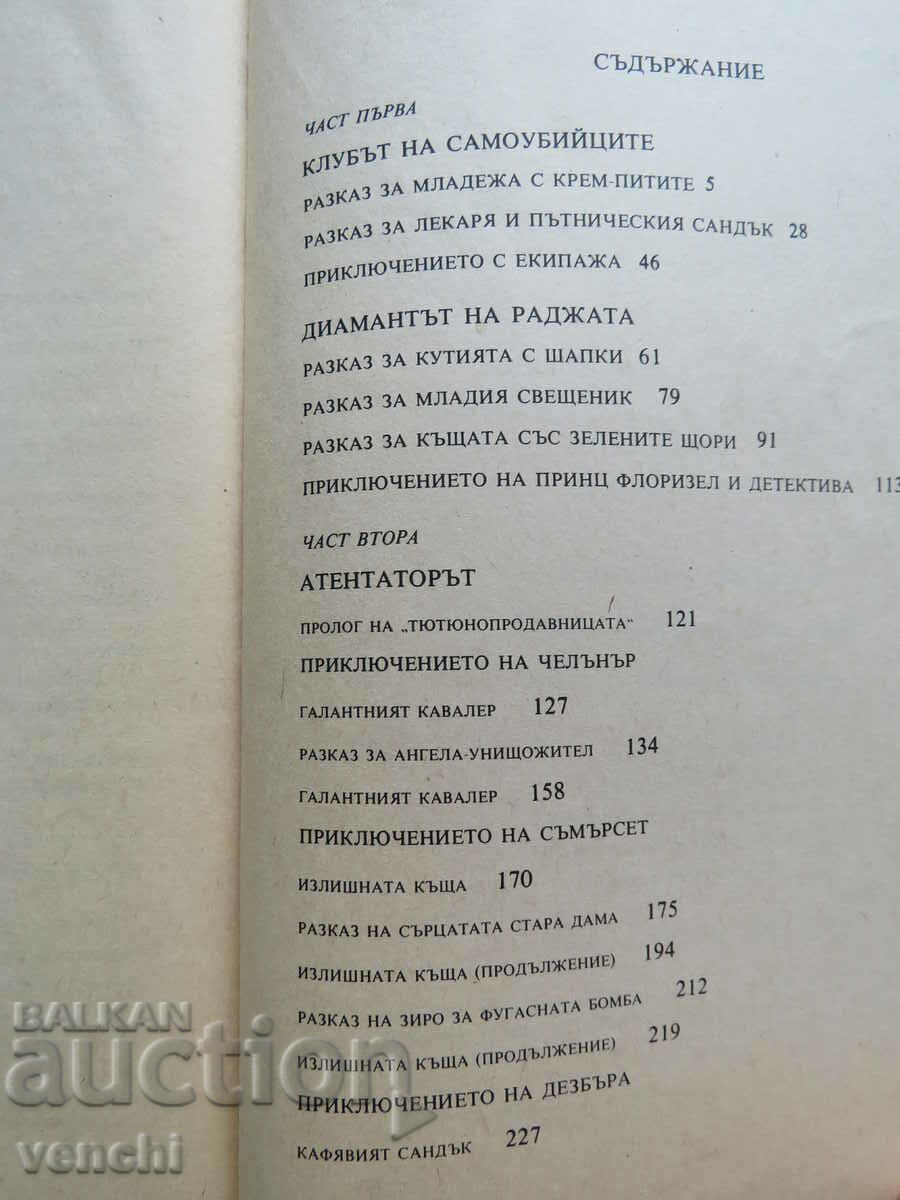 СЪДЪРЖАНИЕ
ЧАСТ ПЪРВА
КЛУБЪТ НА САМОУБИЙЦИТЕ
РАЗКАЗ ЗА МЛАДЕЖА С КРЕМ-ПИТИТЕ 5
РАЗКАЗ ЗА ЛЕКАРЯ И ПЪТНИЧЕСКИЯ САНДЪК 28
ПРИКЛЮЧЕНИЕТО С ЕКИПАЖА 46
ДИАМАНТЪТ НА РАДЖАТА
РАЗКАЗ ЗА КУТИЯТА С ШАПКИ 61
РАЗКАЗ ЗА МЛАДИЯ СВЕЩЕНИК 79
РАЗКАЗ ЗА КЪЩАТА СЪС ЗЕЛЕНИТЕ ЩОРИ 91
ПРИКЛЮЧЕНИЕТО НА ПРИНЦ ФЛОРИЗЕЛ И ДЕТЕКТИВА 113
ЧАСТ ВТОРА
АТЕНТАТОРЪТ
ПРОЛОГ НА „ТЮТЮНОПРОДАВНИЦАТА" 121
ПРИКЛЮЧЕНИЕТО НА ЧЕЛЪНЪР
ГАЛАНТНИЯТ КАВАЛЕР 127
РАЗКАЗ ЗА АНГЕЛА-УНИЩОЖИТЕЛ 134
ГАЛАНТНИЯТ КАВАЛЕР 158
ПРИКЛЮЧЕНИЕТО НА СЪМЪРСЕТ
ИЗЛИШНАТА КЪЩА 170
РАЗКАЗ НА СЪРЦАТАТА СТАРА ДАМА 175
ИЗЛИШНАТА КЪЩА (ПРОДЪЛЖЕНИЕ) 194
РАЗКАЗ НА ЗИРО ЗА ФУГАСНАТА БОМБА 212
ИЗЛИШНАТА КЪЩА (ПРОДЪЛЖЕНИЕ) 219
ПРИКЛЮЧЕНИЕТО НА ДЕЗБЪРА
КАФЯВИЯТ САНДЪК 227
BALKAN
auction
venchi